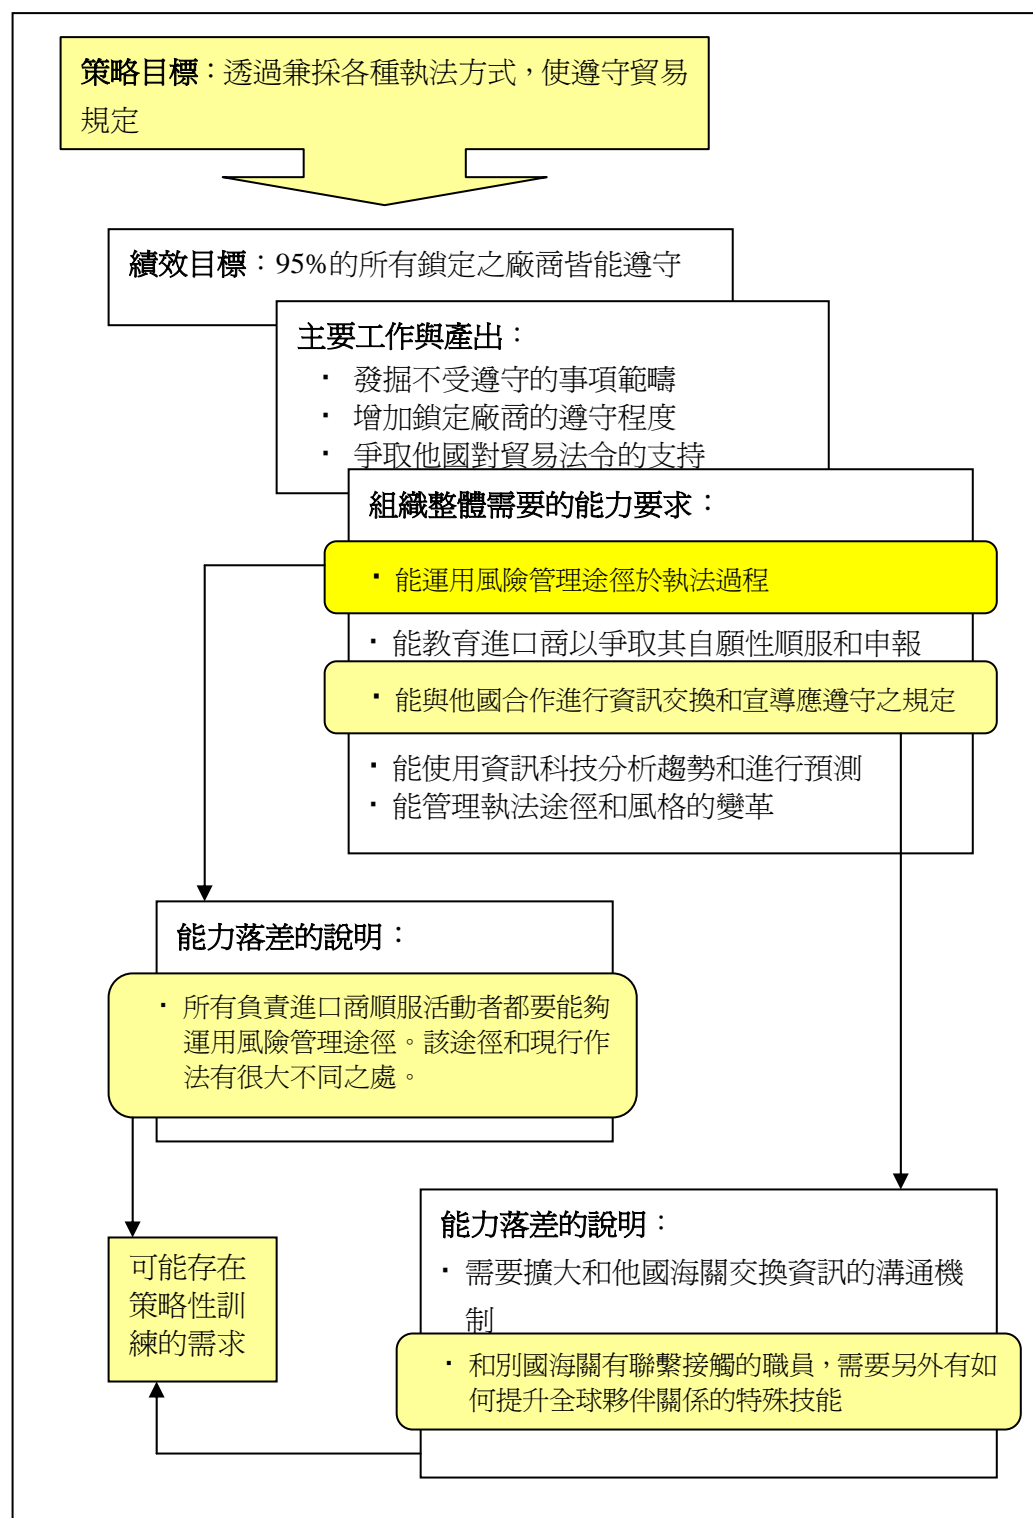 策略目標：透過兼採各種執法方式，使遵守貿易
規定
績效目標：95%的所有鎖定之廠商皆能遵守
主要工作與產出：
· 發掘不受遵守的事項範疇
· 增加鎖定廠商的遵守程度
· 爭取他國對貿易法令的支持
組織整體需要的能力要求：
· 能運用風險管理途徑於執法過程
· 能教育進口商以爭取其自願性順服和申報
· 能與他國合作進行資訊交換和宣導應遵守之規定
· 能使用資訊科技分析趨勢和進行預測
· 能管理執法途徑和風格的變革
能力落差的說明：
· 所有負責進口商順服活動者都要能夠
運用風險管理途徑。該途徑和現行作
法有很大不同之處。
能力落差的說明：
· 需要擴大和他國海關交換資訊的溝通機
制
· 和別國海關有聯繫接觸的職員，需要另外有如
何提升全球夥伴關係的特殊技能
可能存在
策略性訓
練的需求